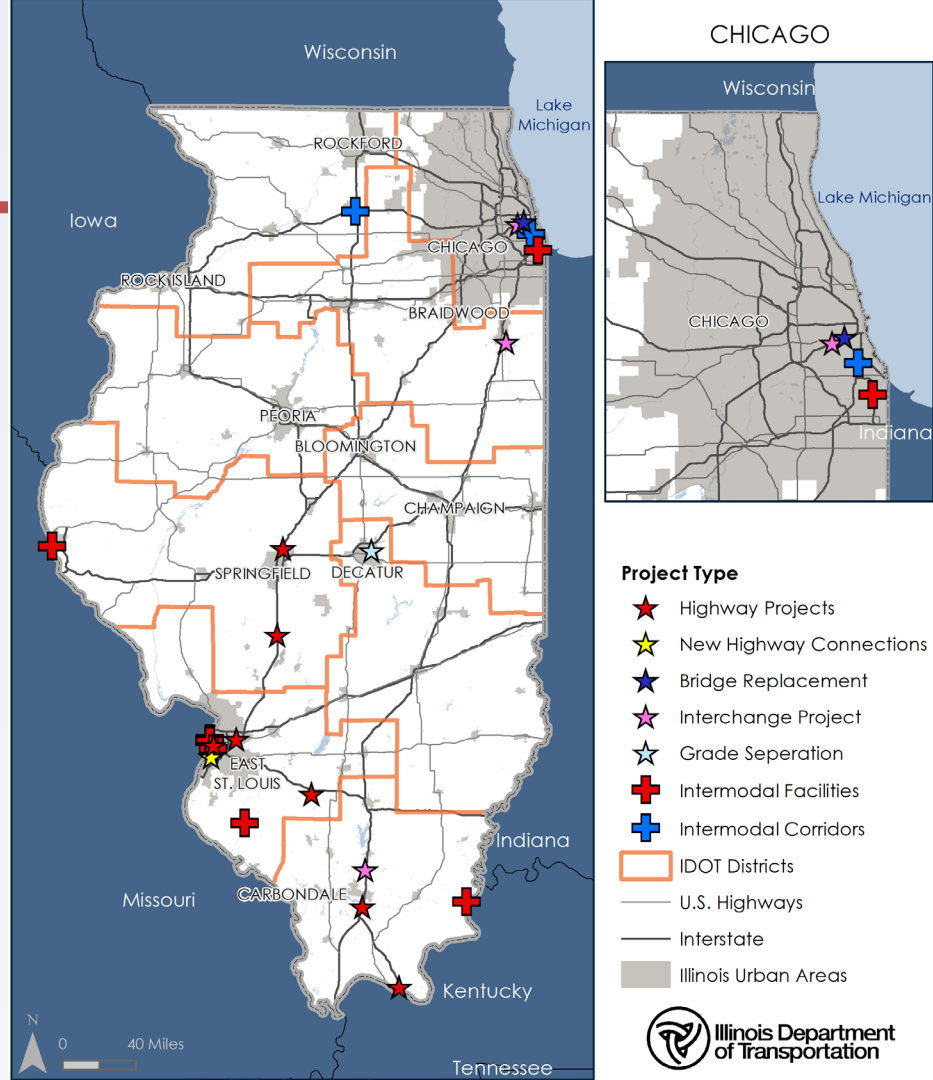 Wisconsin
Lake
Michigan
ROCKFORD
Iowa
CHICAGO
ROCK ISLAND
BRAIDWOOD
PEORIA
BLOOMINGTON
CHAMPAIGN
SPRINGFIELD
DECATUR
EAST
ST. LOUIS
Indiana
CARBONDALE
Missouri
Kentucky
N
0 40 Miles
Tennessee
CHICAGO
Wisconsin
Lake Michigan
CHICAGO
Indiana
Project Type
Highway Projects
New Highway Connections
Bridge Replacement
Interchange Project
Grade Seperation
Intermodal Facilities
Intermodal Corridors
IDOT Districts
U.S. Highways
Interstate
Illinois Urban Areas
Illinois Department
of Transportation